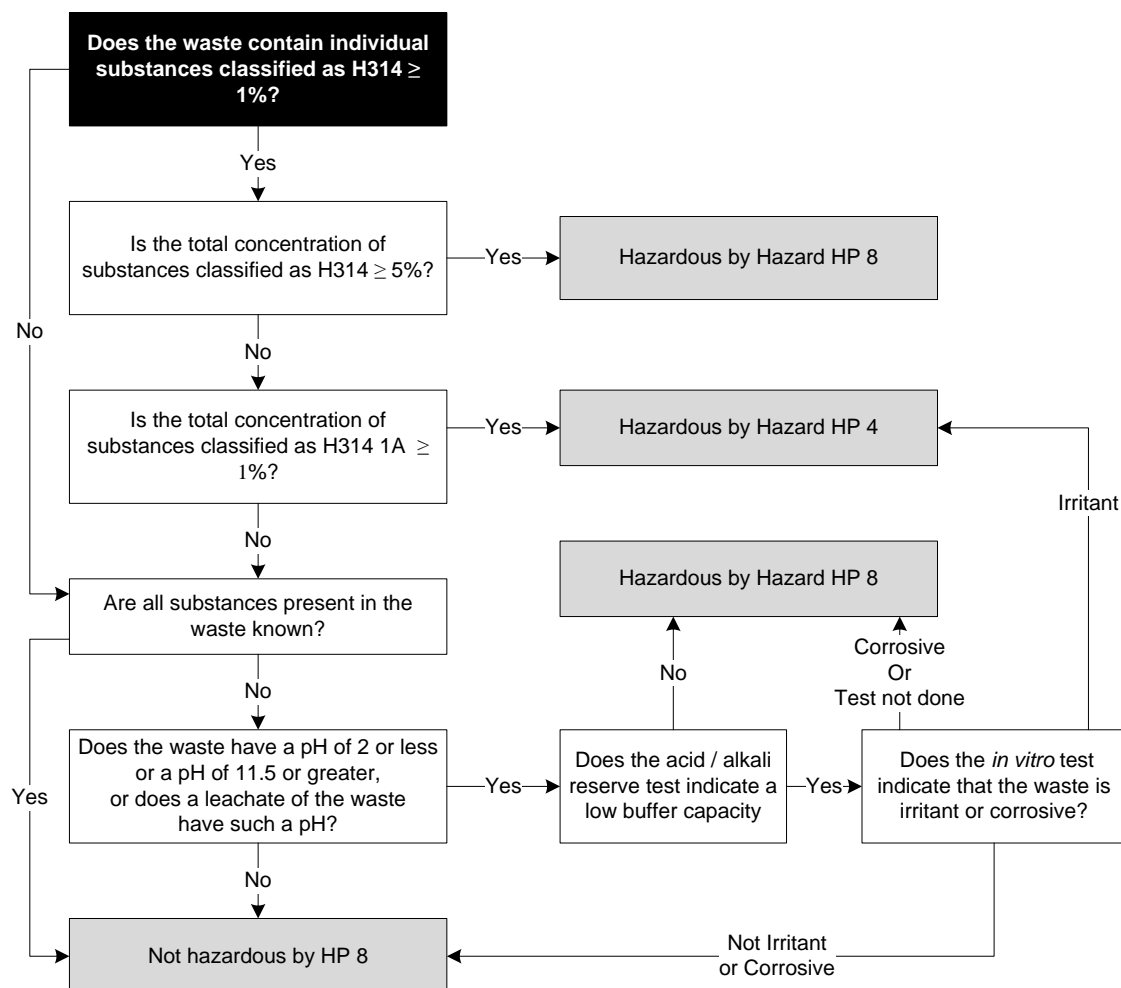 Does the waste contain individual
substances classified as H314 ≥
1%?
Yes
Is the total concentration of
substances classified as H314 ≥ 5%?
Yes
Hazardous by Hazard HP 8
No
No
Is the total concentration of
substances classified as H314 1A ≥
1%?
Yes
Hazardous by Hazard HP 4
Irritant
No
Hazardous by Hazard HP 8
Are all substances present in the
waste known?
No
Corrosive
Or
Test not done
No
Yes
Does the waste have a pH of 2 or less
or a pH of 11.5 or greater,
or does a leachate of the waste
have such a pH?
Yes
Does the acid / alkali
reserve test indicate a
low buffer capacity
Yes
Does the in vitro test
indicate that the waste is
irritant or corrosive?
No
Not hazardous by HP 8
Not Irritant
or Corrosive